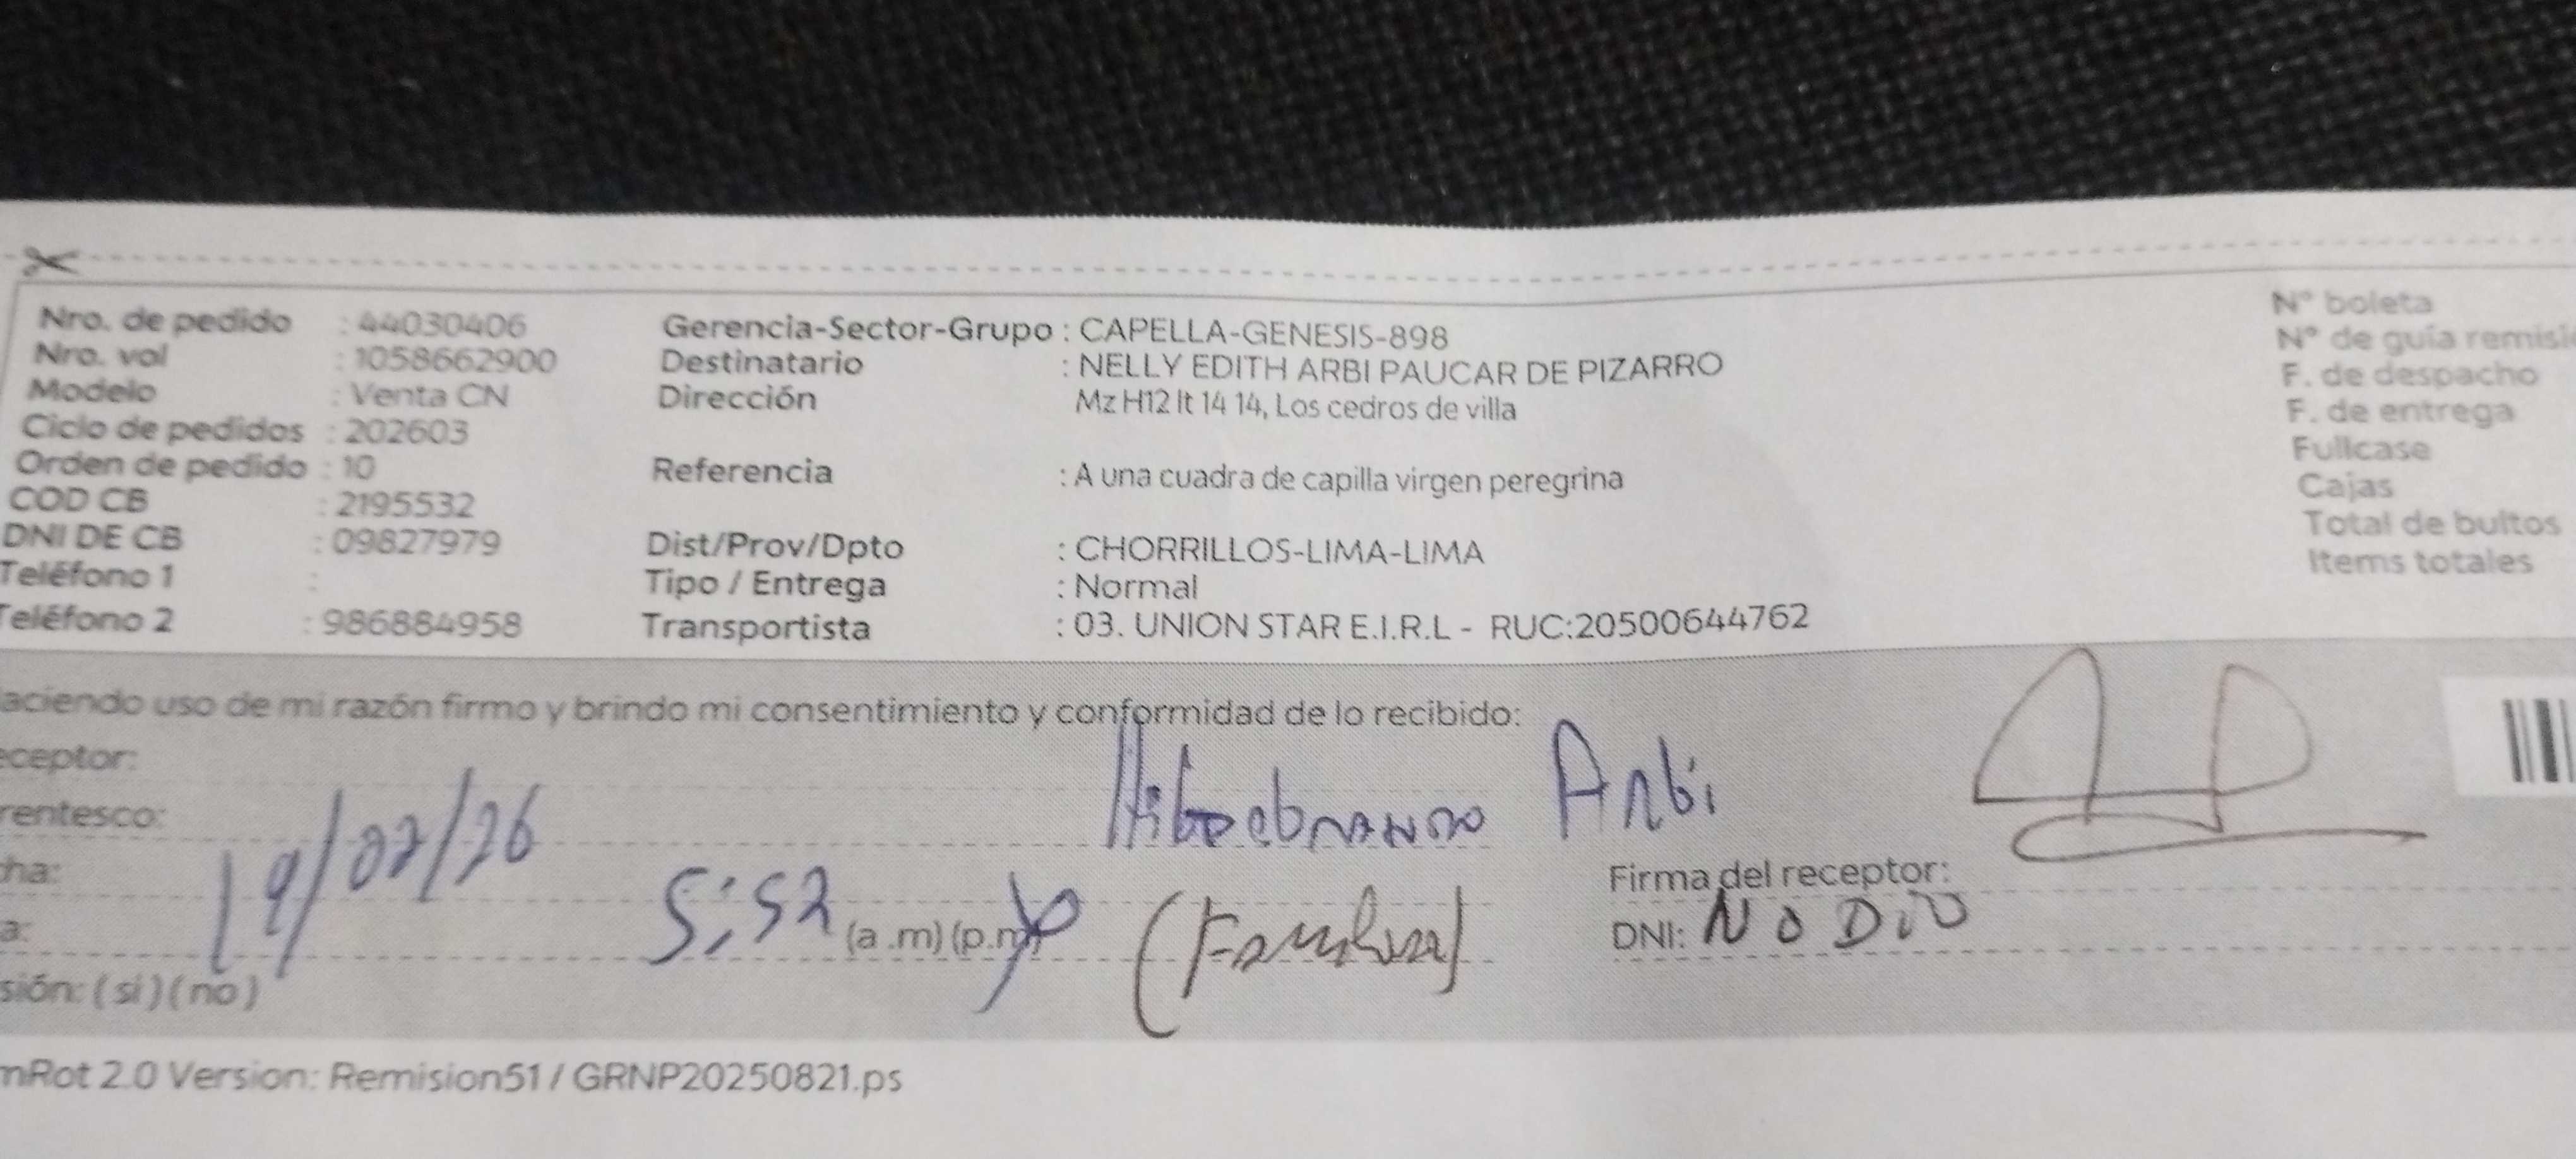 Nro. de pedido : 44030406 Gerencia-Sector-Grupo : CAPELLA-GENESIS-898 N° boleta
Nro. vol : 1058662900 Destinatario : NELLY EDITH ARBI PAUCAR DE PIZARRO N° de guía remisi
Modelo : Venta CN Dirección Mz H12 lt 14 14, Los cedros de villa F. de despacho
Ciclo de pedidos : 202603 F. de entrega
Orden de pedido : 10 Referencia : A una cuadra de capilla virgen peregrina Fullcase
COD CB : 2195532 Cajas
DNI DE CB : 09827979 Dist/Prov/Dpto : CHORRILLOS-LIMA-LIMA Total de bultos
Teléfono 1 : Tipo / Entrega : Normal Items totales
Teléfono 2 : 986884958 Transportista : 03. UNION STAR E.I.R.L - RUC:20500644762
aciendo uso de mi razón firmo y brindo mi consentimiento y conformidad de lo recibido:
eceptor: Hildebrando Arbi
rentesco:
cha: 19/02/26 Firma del receptor:
a: 5:52 (a .m) (p.m) (Familiar) DNI: NO DIO
sión: ( si ) ( no )
mRot 2.0 Version: Remision51 / GRNP20250821.ps